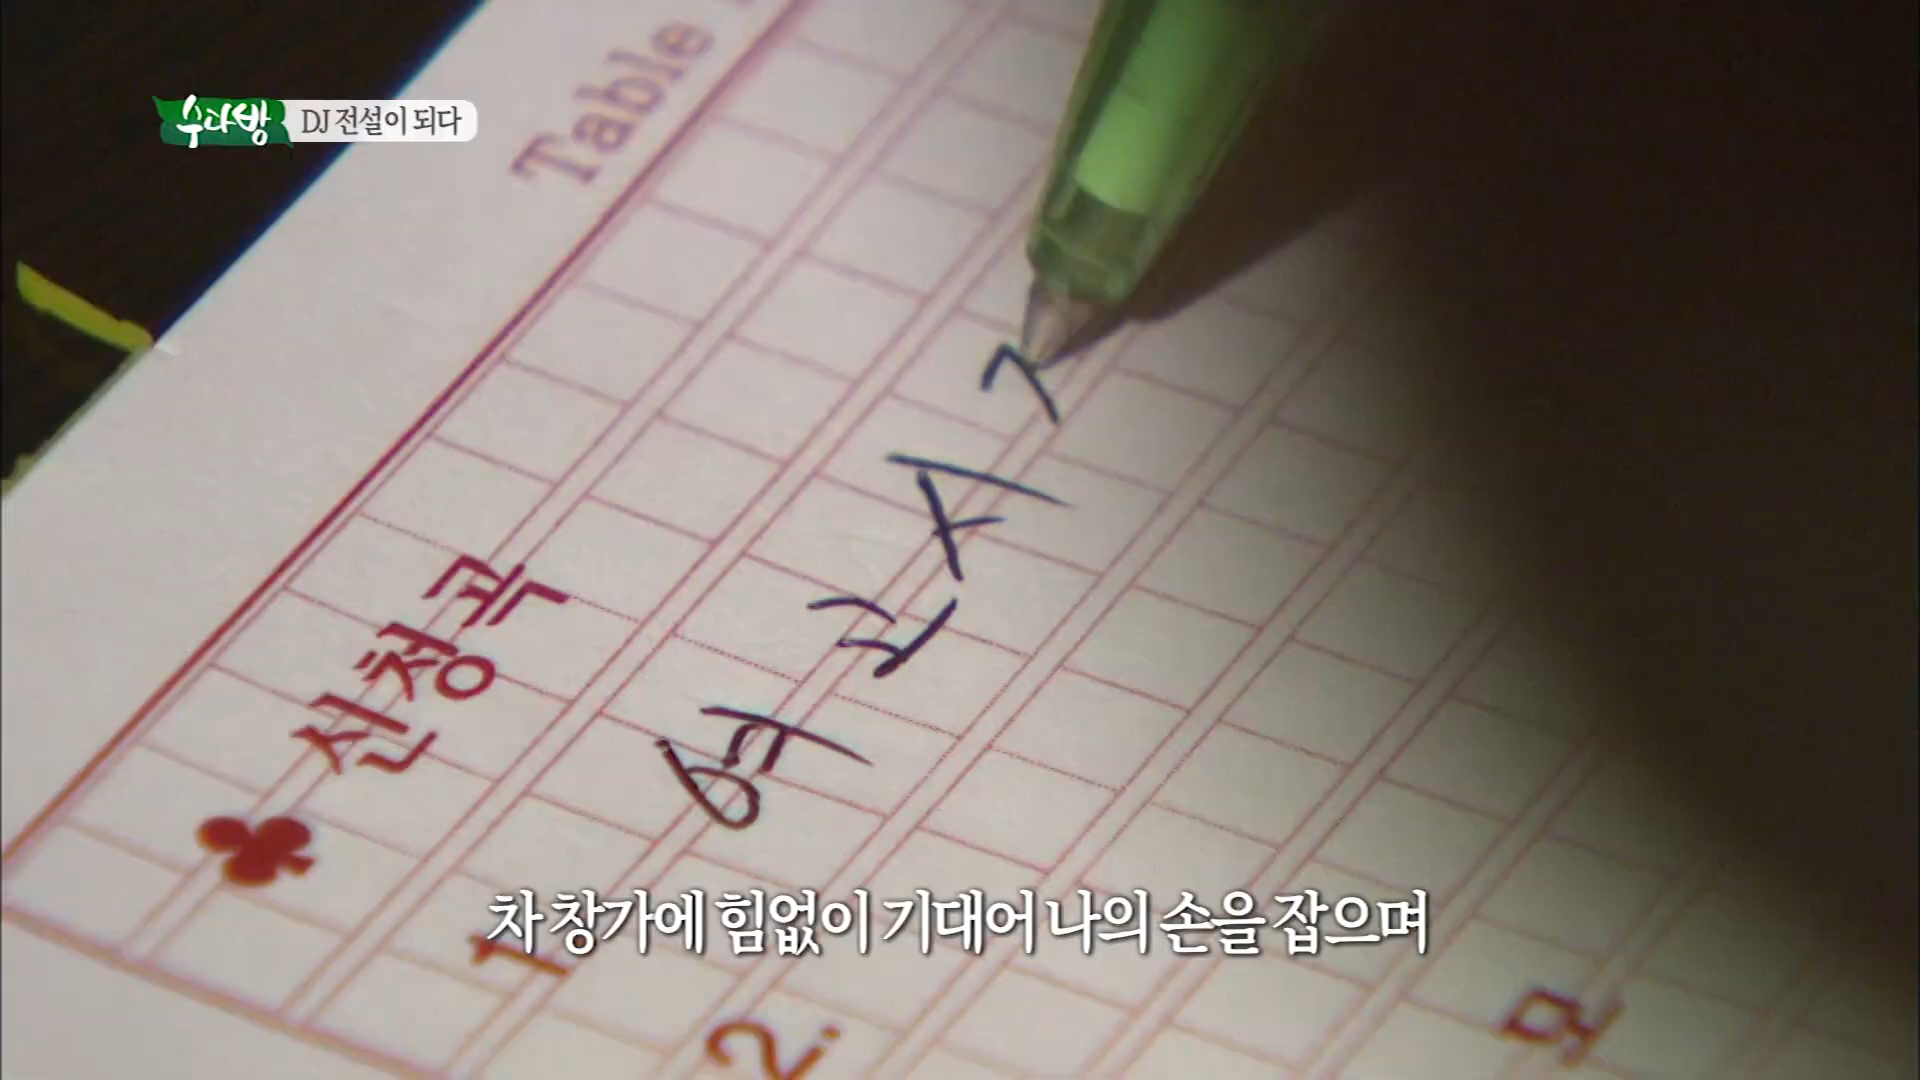 수다방 DJ 전설이 되다
Table
♣ 신청곡
1
여고시
2.
모
차 창가에 힘없이 기대어 나의 손을 잡으며